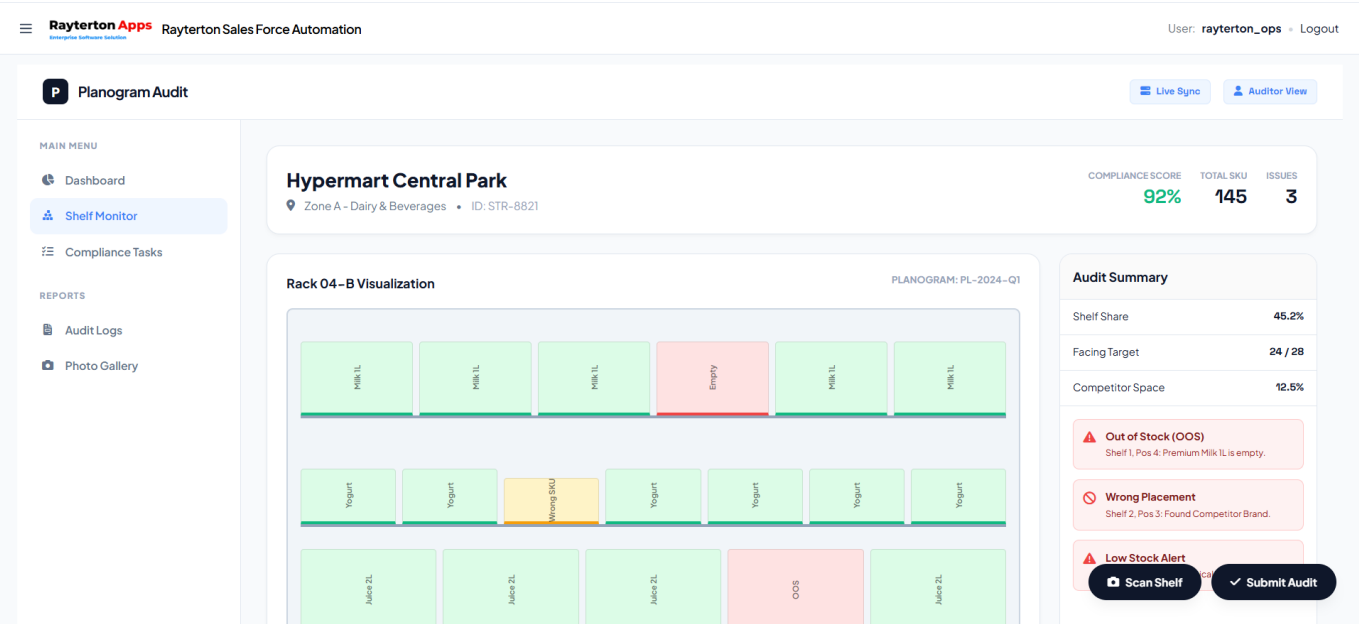 Rayterton Apps
Enterprise Software Solution
Rayterton Sales Force Automation
User: rayterton_ops • Logout
P
Planogram Audit
Live Sync
Auditor View
MAIN MENU
Dashboard
Shelf Monitor
Compliance Tasks
REPORTS
Audit Logs
Photo Gallery
Hypermart Central Park
Zone A - Dairy & Beverages • ID: STR-8821
COMPLIANCE SCORE
92%
TOTAL SKU
145
ISSUES
3
Rack 04-B Visualization
PLANOGRAM: PL-2024-Q1
Milk 1L
Milk 1L
Milk 1L
Empty
Milk 1L
Milk 1L
Yogurt
Yogurt
Wrong SKU
Yogurt
Yogurt
Yogurt
Yogurt
Juice 2L
Juice 2L
Juice 2L
OOS
Juice 2L
Audit Summary
Shelf Share 45.2%
Facing Target 24 / 28
Competitor Space 12.5%
Out of Stock (OOS)
Shelf 1, Pos 4: Premium Milk 1L is empty.
Wrong Placement
Shelf 2, Pos 3: Found Competitor Brand.
Low Stock Alert
Scan Shelf
Submit Audit